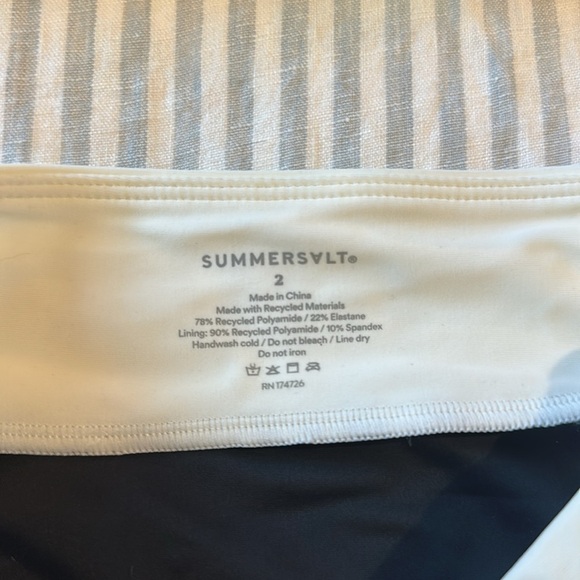 SUMMERSALT®
2
Made in China
Made with Recycled Materials
78% Recycled Polyamide / 22% Elastane
Lining: 90% Recycled Polyamide / 10% Spandex
Handwash cold / Do not bleach / Line dry
Do not iron
RN 174726